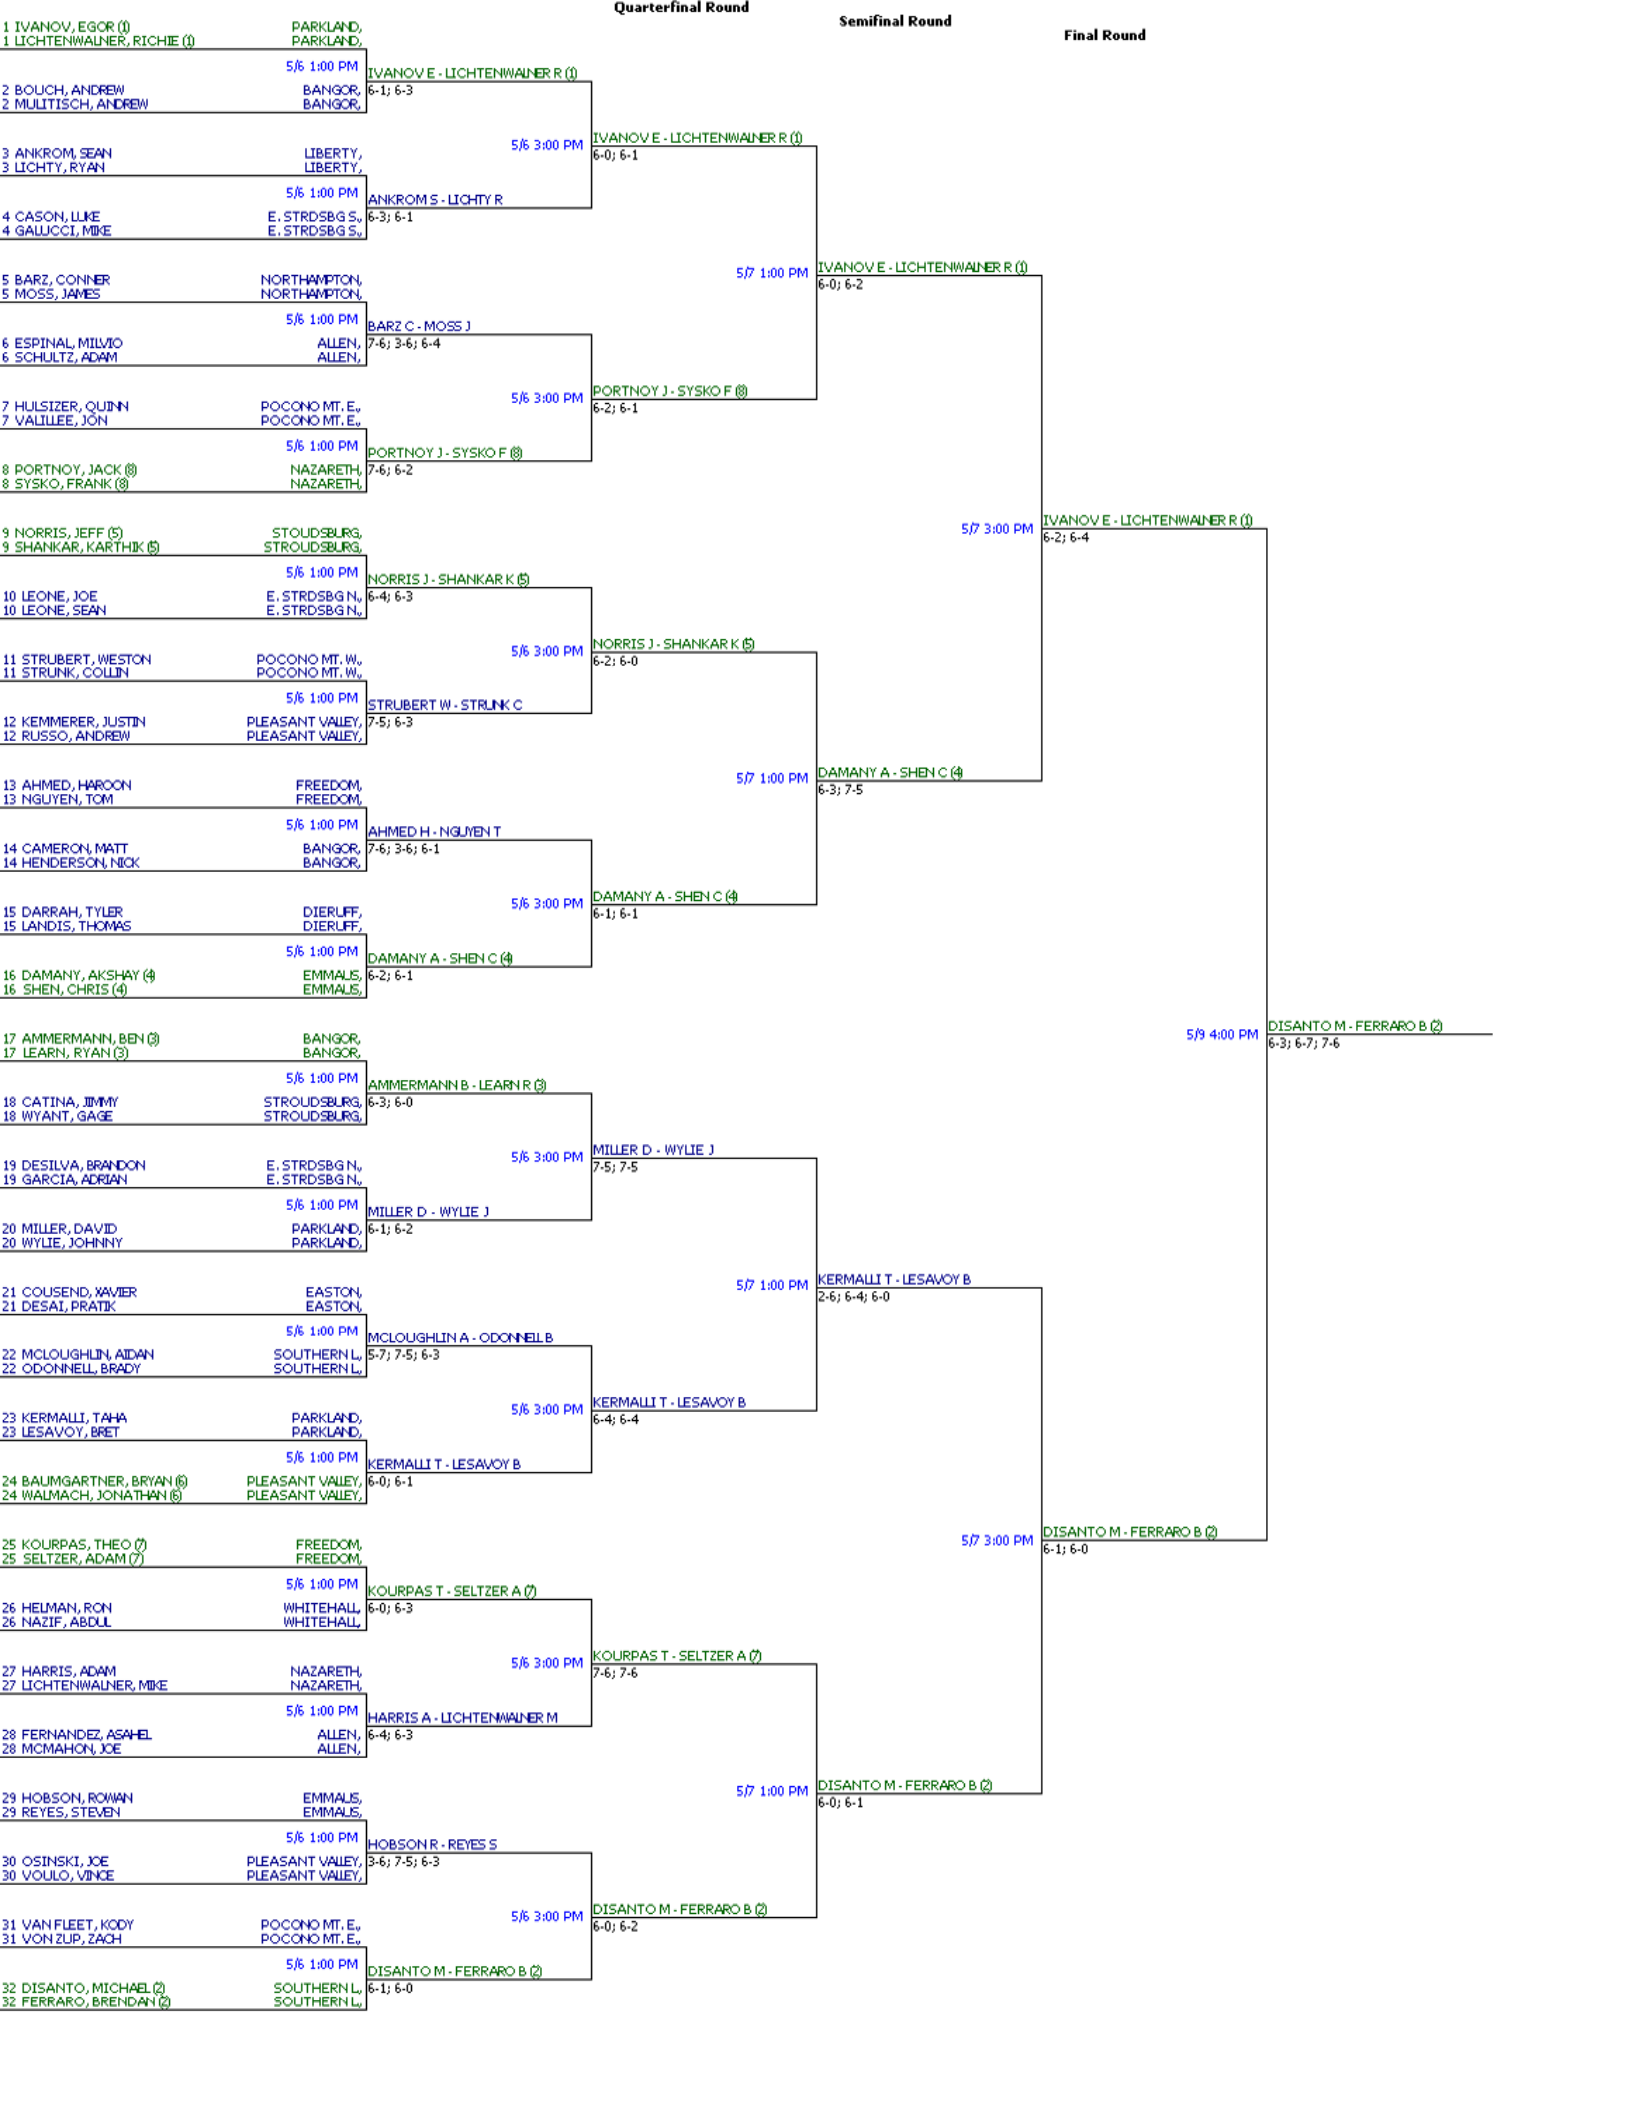 Quarterfinal Round
Semifinal Round
Final Round
1 IVANOV, EGOR (1) PARKLAND,
1 LICHTENWALNER, RICHIE (1) PARKLAND,
5/6 1:00 PM IVANOV E - LICHTENWALNER R (1)
2 BOUCH, ANDREW BANGOR, 6-1; 6-3
2 MULITISCH, ANDREW BANGOR,
5/6 3:00 PM IVANOV E - LICHTENWALNER R (1)
6-0; 6-1
3 ANKROM, SEAN LIBERTY,
3 LICHTY, RYAN LIBERTY,
5/6 1:00 PM ANKROM S - LICHTY R
4 CASON, LUKE E. STRDSBG S., 6-3; 6-1
4 GALUCCI, MIKE E. STRDSBG S.,
5/7 1:00 PM IVANOV E - LICHTENWALNER R (1)
6-0; 6-2
5 BARZ, CONNER NORTHAMPTON,
5 MOSS, JAMES NORTHAMPTON,
5/6 1:00 PM BARZ C - MOSS J
6 ESPINAL, MILVIO ALLEN, 7-6; 3-6; 6-4
6 SCHULTZ, ADAM ALLEN,
5/6 3:00 PM PORTNOY J - SYSKO F (8)
6-2; 6-1
7 HULSIZER, QUINN POCONO MT. E.,
7 VALILLEE, JON POCONO MT. E.,
5/6 1:00 PM PORTNOY J - SYSKO F (8)
8 PORTNOY, JACK (8) NAZARETH, 7-6; 6-2
8 SYSKO, FRANK (8) NAZARETH,
5/7 3:00 PM IVANOV E - LICHTENWALNER R (1)
6-2; 6-4
9 NORRIS, JEFF (5) STOUDSBURG,
9 SHANKAR, KARTHIK (5) STROUDSBURG,
5/6 1:00 PM NORRIS J - SHANKAR K (5)
10 LEONE, JOE E. STRDSBG N., 6-4; 6-3
10 LEONE, SEAN E. STRDSBG N.,
5/6 3:00 PM NORRIS J - SHANKAR K (5)
6-2; 6-0
11 STRUBERT, WESTON POCONO MT. W.,
11 STRUNK, COLLIN POCONO MT. W.,
5/6 1:00 PM STRUBERT W - STRUNK C
12 KEMMERER, JUSTIN PLEASANT VALLEY, 7-5; 6-3
12 RUSSO, ANDREW PLEASANT VALLEY,
5/7 1:00 PM DAMANY A - SHEN C (4)
6-3; 7-5
13 AHMED, HAROON FREEDOM,
13 NGUYEN, TOM FREEDOM,
5/6 1:00 PM AHMED H - NGUYEN T
14 CAMERON, MATT BANGOR, 7-6; 3-6; 6-1
14 HENDERSON, NICK BANGOR,
5/6 3:00 PM DAMANY A - SHEN C (4)
6-1; 6-1
15 DARRAH, TYLER DIERUFF,
15 LANDIS, THOMAS DIERUFF,
5/6 1:00 PM DAMANY A - SHEN C (4)
16 DAMANY, AKSHAY (4) EMMAUS, 6-2; 6-1
16 SHEN, CHRIS (4) EMMAUS,
5/9 4:00 PM DISANTO M - FERRARO B (2)
6-3; 6-7; 7-6
17 AMMERMANN, BEN (3) BANGOR,
17 LEARN, RYAN (3) BANGOR,
5/6 1:00 PM AMMERMANN B - LEARN R (3)
18 CATINA, JIMMY STROUDSBURG, 6-3; 6-0
18 WYANT, GAGE STROUDSBURG,
5/6 3:00 PM MILLER D - WYLIE J
7-5; 7-5
19 DESILVA, BRANDON E. STRDSBG N.,
19 GARCIA, ADRIAN E. STRDSBG N.,
5/6 1:00 PM MILLER D - WYLIE J
20 MILLER, DAVID PARKLAND, 6-1; 6-2
20 WYLIE, JOHNNY PARKLAND,
5/7 1:00 PM KERMALLI T - LESAVOY B
2-6; 6-4; 6-0
21 COUSEND, XAVIER EASTON,
21 DESAI, PRATIK EASTON,
5/6 1:00 PM MCLOUGHLIN A - ODONNELL B
22 MCLOUGHLIN, AIDAN SOUTHERN L, 5-7; 7-5; 6-3
22 ODONNELL, BRADY SOUTHERN L,
5/6 3:00 PM KERMALLI T - LESAVOY B
6-4; 6-4
23 KERMALLI, TAHA PARKLAND,
23 LESAVOY, BRET PARKLAND,
5/6 1:00 PM KERMALLI T - LESAVOY B
24 BAUMGARTNER, BRYAN (6) PLEASANT VALLEY, 6-0; 6-1
24 WALMACH, JONATHAN (6) PLEASANT VALLEY,
5/7 3:00 PM DISANTO M - FERRARO B (2)
6-1; 6-0
25 KOURPAS, THEO (7) FREEDOM,
25 SELTZER, ADAM (7) FREEDOM,
5/6 1:00 PM KOURPAS T - SELTZER A (7)
26 HELMAN, RON WHITEHALL, 6-0; 6-3
26 NAZIF, ABDUL WHITEHALL,
5/6 3:00 PM KOURPAS T - SELTZER A (7)
7-6; 7-6
27 HARRIS, ADAM NAZARETH,
27 LICHTENWALNER, MIKE NAZARETH,
5/6 1:00 PM HARRIS A - LICHTENWALNER M
28 FERNANDEZ, ASAHEL ALLEN, 6-4; 6-3
28 MCMAHON, JOE ALLEN,
5/7 1:00 PM DISANTO M - FERRARO B (2)
6-0; 6-1
29 HOBSON, ROWAN EMMAUS,
29 REYES, STEVEN EMMAUS,
5/6 1:00 PM HOBSON R - REYES S
30 OSINSKI, JOE PLEASANT VALLEY, 3-6; 7-5; 6-3
30 VOULO, VINCE PLEASANT VALLEY,
5/6 3:00 PM DISANTO M - FERRARO B (2)
6-0; 6-2
31 VAN FLEET, KODY POCONO MT. E.,
31 VON ZUP, ZACH POCONO MT. E.,
5/6 1:00 PM DISANTO M - FERRARO B (2)
32 DISANTO, MICHAEL (2) SOUTHERN L, 6-1; 6-0
32 FERRARO, BRENDAN (2) SOUTHERN L,